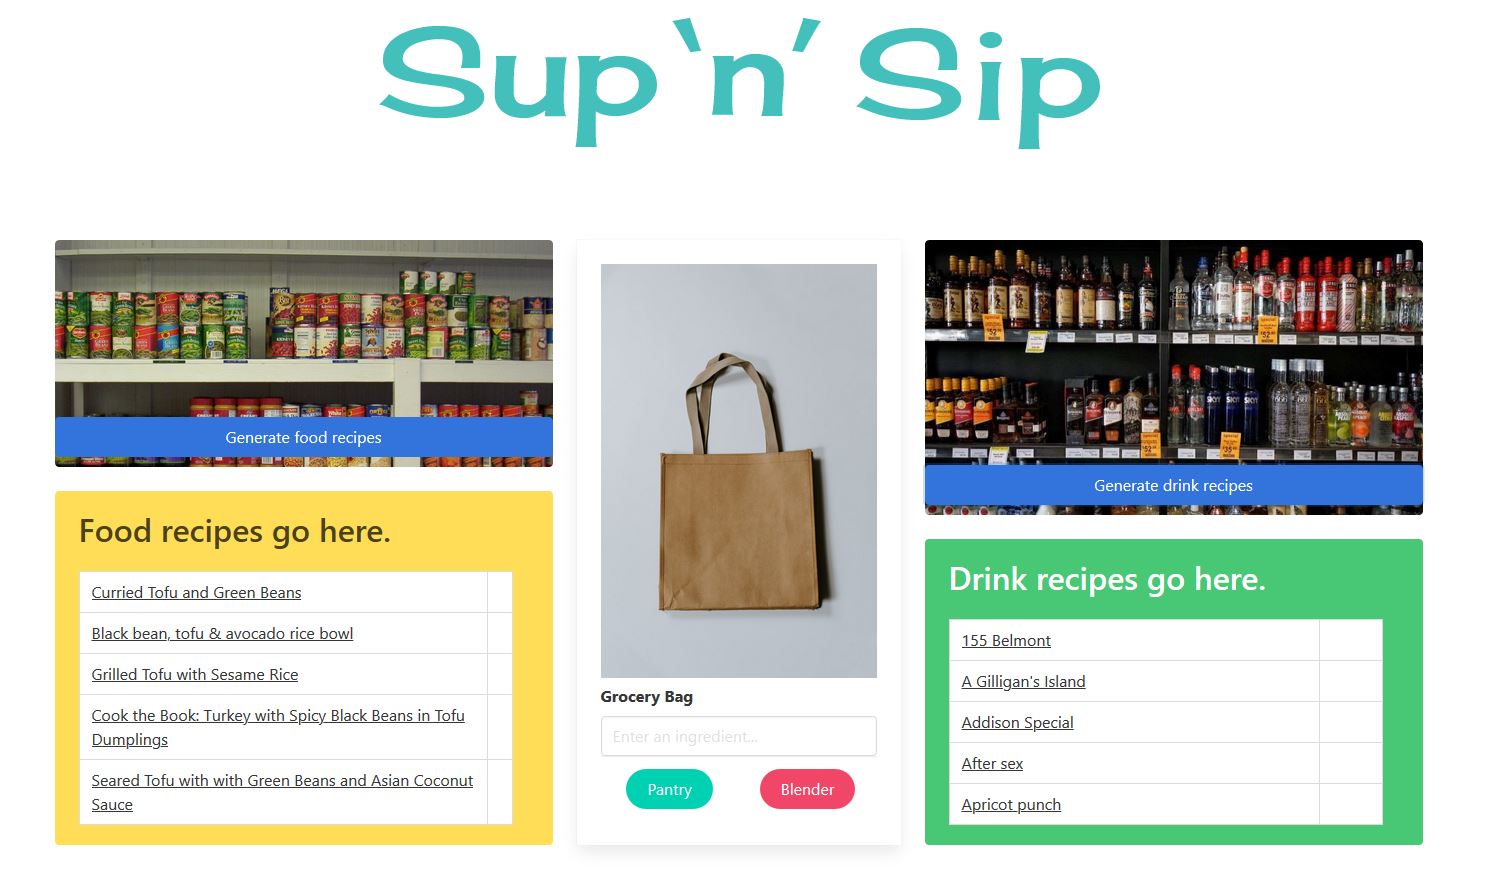 Sup 'n' Sip
Generate food recipes
Food recipes go here.
Curried Tofu and Green Beans
Black bean, tofu & avocado rice bowl
Grilled Tofu with Sesame Rice
Cook the Book: Turkey with Spicy Black Beans in Tofu
Dumplings
Seared Tofu with with Green Beans and Asian Coconut
Sauce
Grocery Bag
Enter an ingredient...
Pantry
Blender
SKYY
Generate drink recipes
Drink recipes go here.
155 Belmont
A Gilligan's Island
Addison Special
After sex
Apricot punch